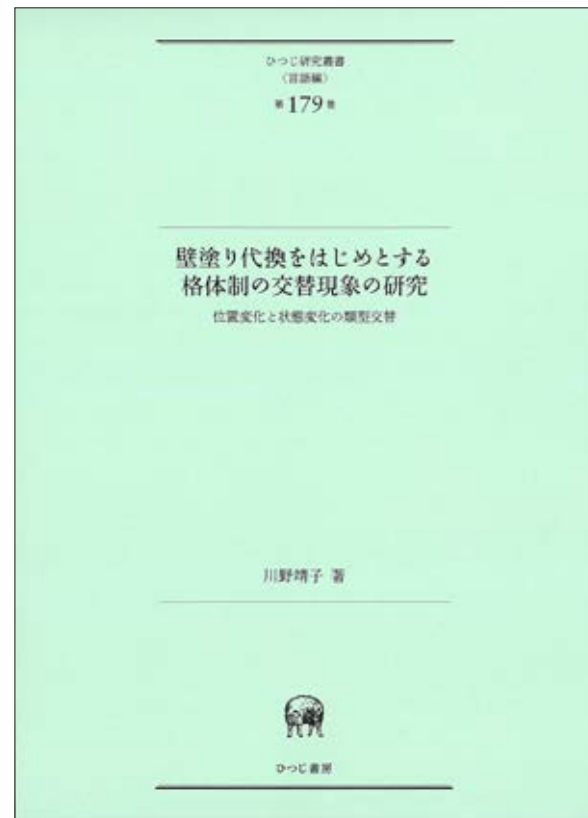 ひつじ研究叢書
〈言語編〉
第179巻
壁塗り代換をはじめとする
格体制の交替現象の研究
位置変化と状態変化の類型交替
川野靖子 著
ひつじ書房